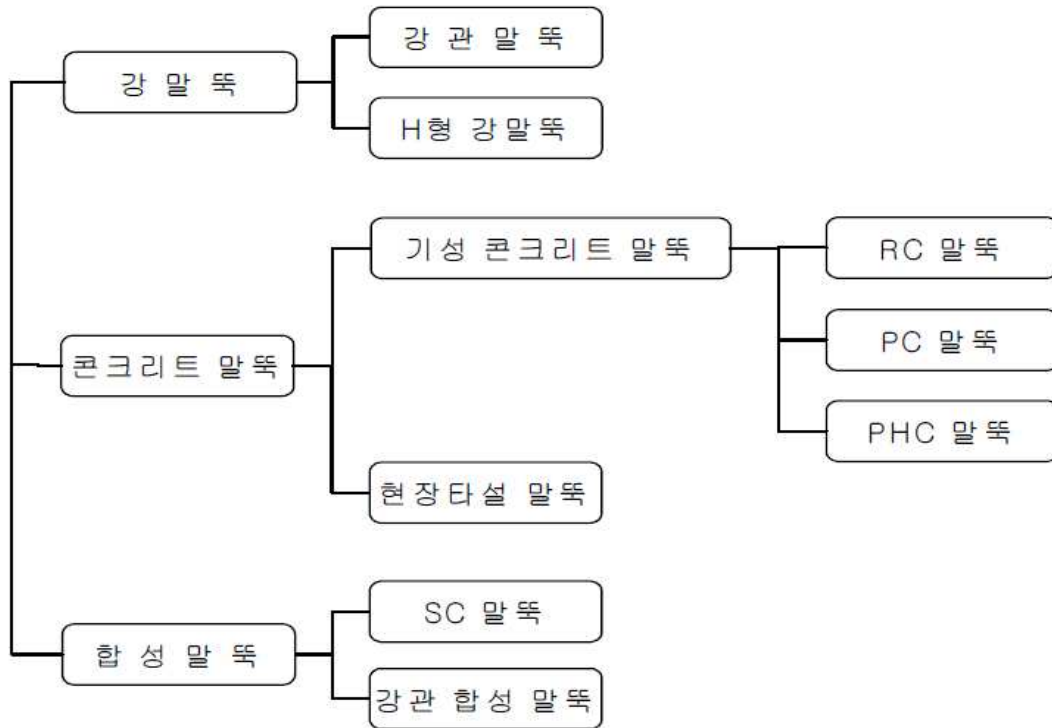 강 말 뚝
강 관 말 뚝
H형 강말뚝
콘크리트 말뚝
기성 콘크리트 말뚝
RC 말뚝
PC 말뚝
PHC 말뚝
현장타설 말뚝
합 성 말 뚝
SC 말뚝
강관 합성 말뚝